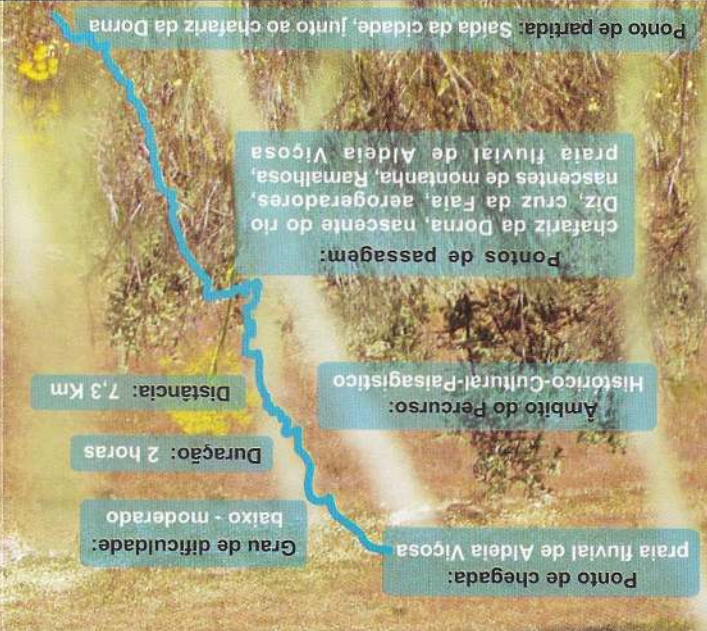 Ponto de partida: Saída da cidade, junto ao chafariz da Dorna
Pontos de passagem:
chafariz da Dorna, nascente do rio
Diz, cruz da Faia, aerogeradores,
nascentes de montanha, Ramalhosa,
praia fluvial de Aldeia Viçosa
Âmbito do Percurso:
Histórico-Cultural-Paisagístico
Distância: 7,3 Km
Duração: 2 horas
Grau de dificuldade:
baixo - moderado
Ponto de chegada:
praia fluvial de Aldeia Viçosa